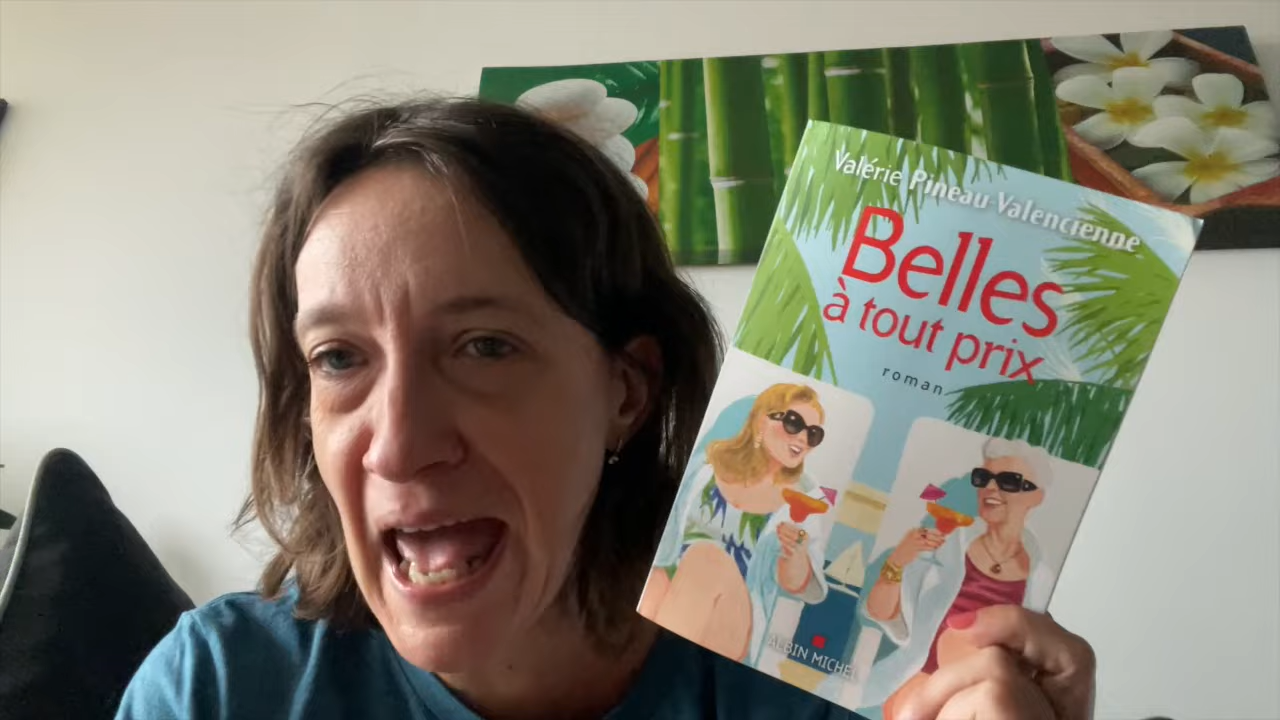 Valérie Pineau-Valencienne
Belles
à tout prix
roman
ALBIN MICHEL